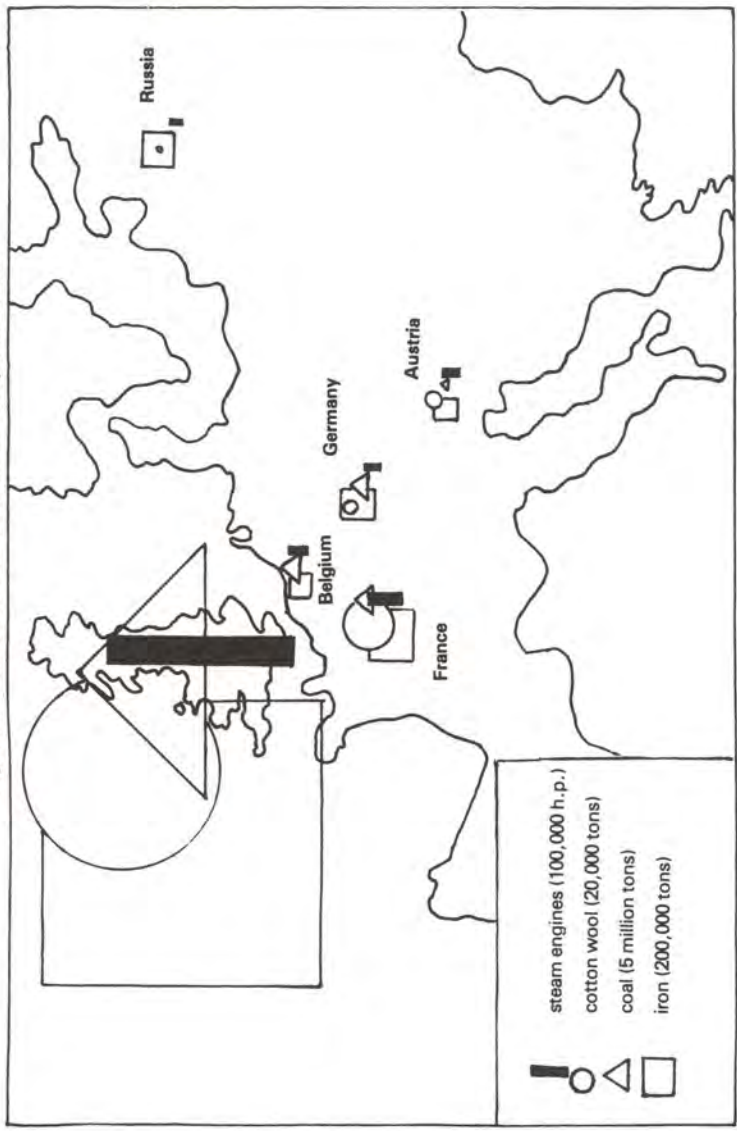 Russia
Austria
Germany
Belgium
France
steam engines (100,000 h.p.)
cotton wool (20,000 tons)
coal (5 million tons)
iron (200,000 tons)